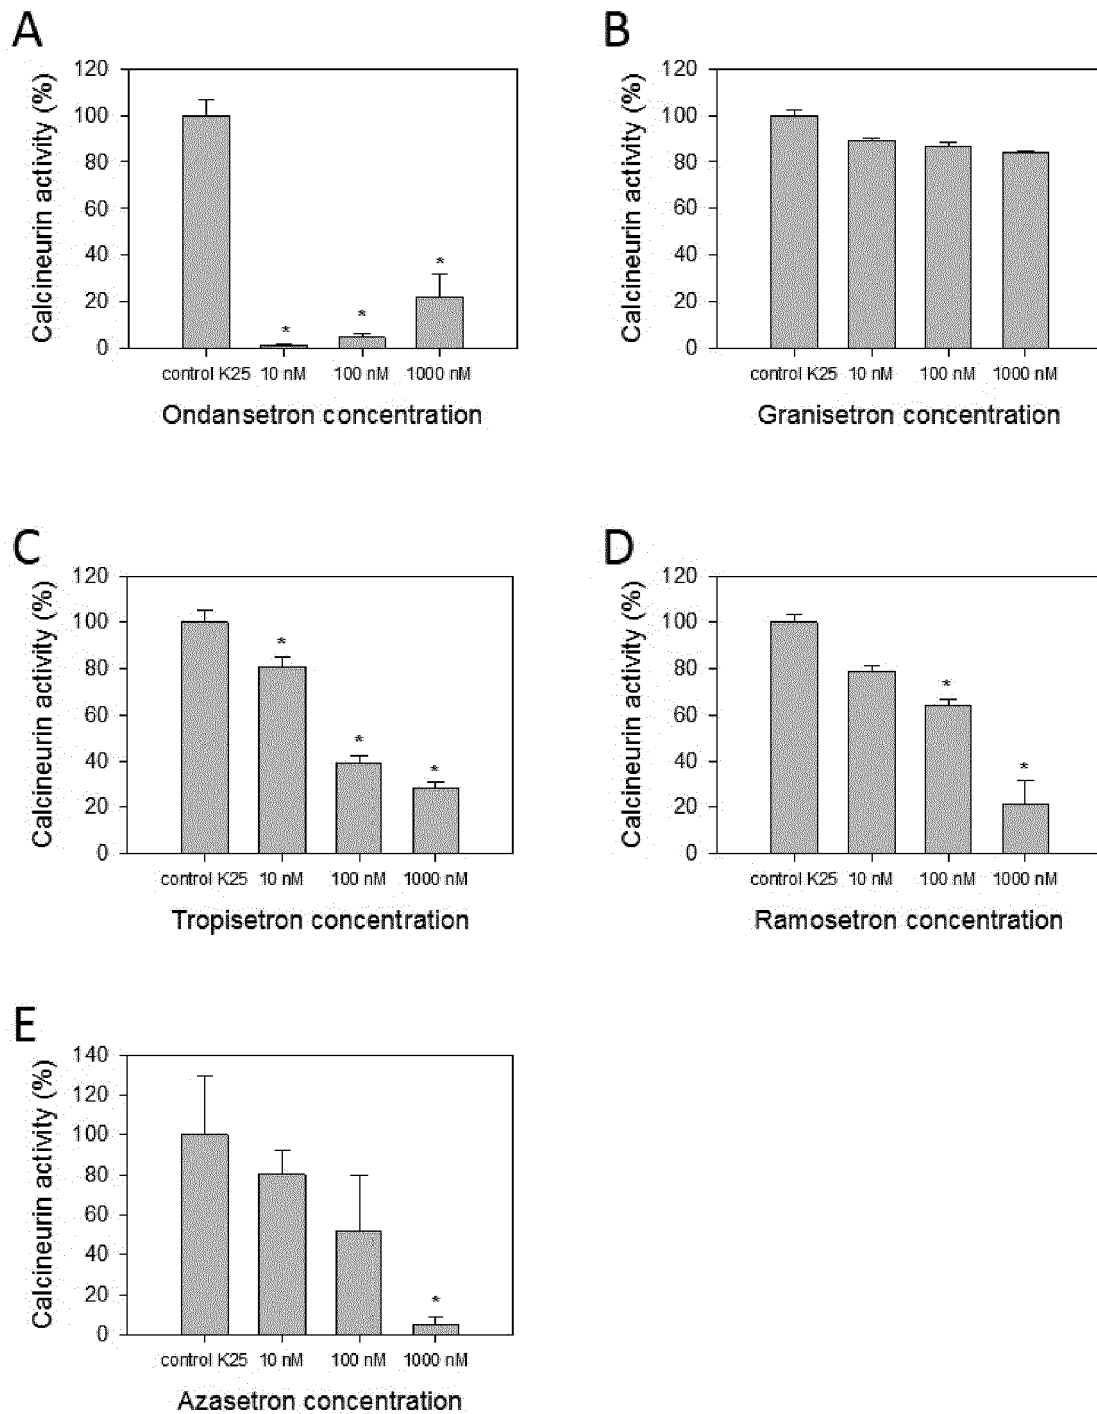 A
Calcineurin activity (%)
120
100
80
60
40
20
0
control K25 10 nM 100 nM 1000 nM
* * *
Ondansetron concentration
B
Calcineurin activity (%)
120
100
80
60
40
20
0
control K25 10 nM 100 nM 1000 nM
Granisetron concentration
C
Calcineurin activity (%)
120
100
80
60
40
20
0
control K25 10 nM 100 nM 1000 nM
* * *
Tropisetron concentration
D
Calcineurin activity (%)
120
100
80
60
40
20
0
control K25 10 nM 100 nM 1000 nM
* *
Ramosetron concentration
E
Calcineurin activity (%)
140
120
100
80
60
40
20
0
control K25 10 nM 100 nM 1000 nM
*
Azasetron concentration